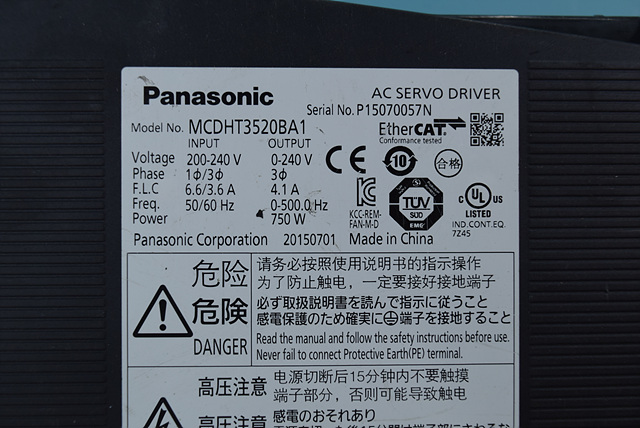 Panasonic
AC SERVO DRIVER
Serial No. P15070057N
Model No. MCDHT3520BA1
EtherCAT
Conformance tested
INPUT OUTPUT
Voltage 200-240 V 0-240 V
Phase 1ϕ/3ϕ 3ϕ
F.L.C 6.6/3.6 A 4.1 A
Freq. 50/60 Hz 0-500.0 Hz
Power 750 W
CE
10
合格
KC
KCC-REM-
FAN-M-D
TÜV
SÜD
EMC
c UL US
LISTED
IND.CONT.EQ.
7Z45
Panasonic Corporation 20150701 Made in China
危险
请务必按照使用说明书的指示操作
为了防止触电，一定要接好接地端子
危険
必ず取扱説明書を読んで指示に従うこと
感電保護のため確実に端子を接地すること
DANGER
Read the manual and follow the safety instructions before use.
Never fail to connect Protective Earth(PE) terminal.
高压注意
电源切断后15分钟内不要触摸
端子部分，否则可能导致触电
高圧注意
感電のおそれあり